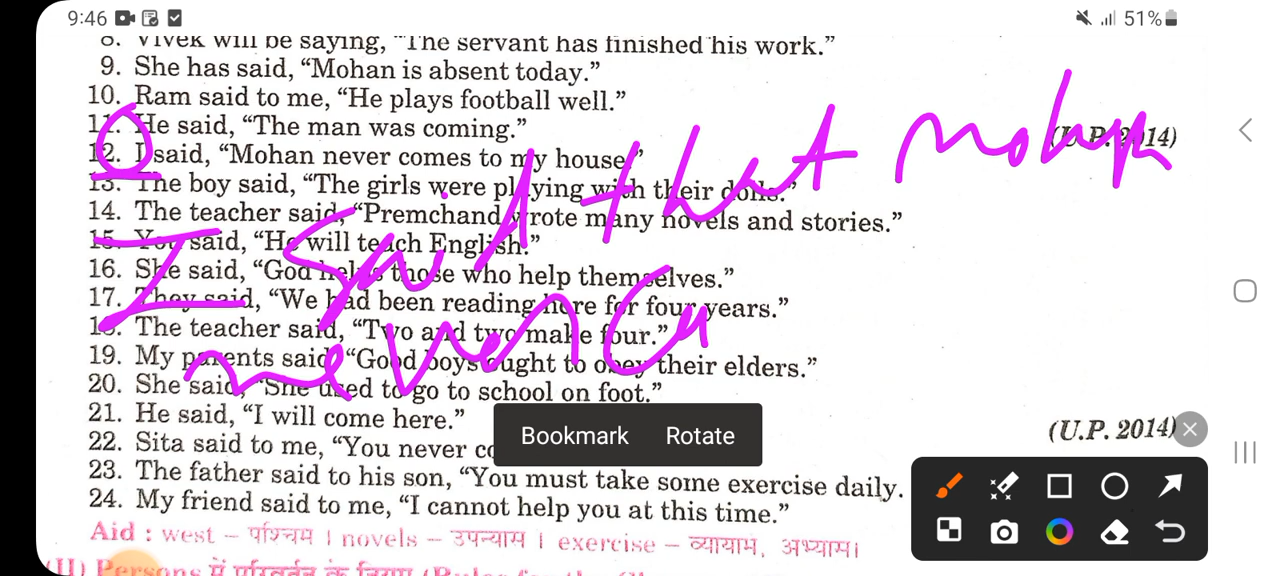 9:46
51%
8. Vivek will be saying, “The servant has finished his work.”
9. She has said, “Mohan is absent today.”
10. Ram said to me, “He plays football well.”
11. He said, “The man was coming.”
(U.P. 2014)
12. I said, “Mohan never comes to my house.”
13. The boy said, “The girls were playing with their dolls.”
14. The teacher said, “Premchand wrote many novels and stories.”
15. You said, “He will teach English.”
16. She said, “God helps those who help themselves.”
17. They said, “We had been reading here for four years.”
18. The teacher said, “Two and two make four.”
19. My parents said, “Good boys ought to obey their elders.”
20. She said, “She used to go to school on foot.”
21. He said, “I will come here.”
(U.P. 2014)
22. Sita said to me, “You never
23. The father said to his son, “You must take some exercise daily.
24. My friend said to me, “I cannot help you at this time.”
Aid : west – पश्चिम । novels – उपन्यास । exercise – व्यायाम, अभ्यास।
(II) Persons में परिवर्तन के नियम (Rules for the
I said that Mohan
never
Bookmark Rotate